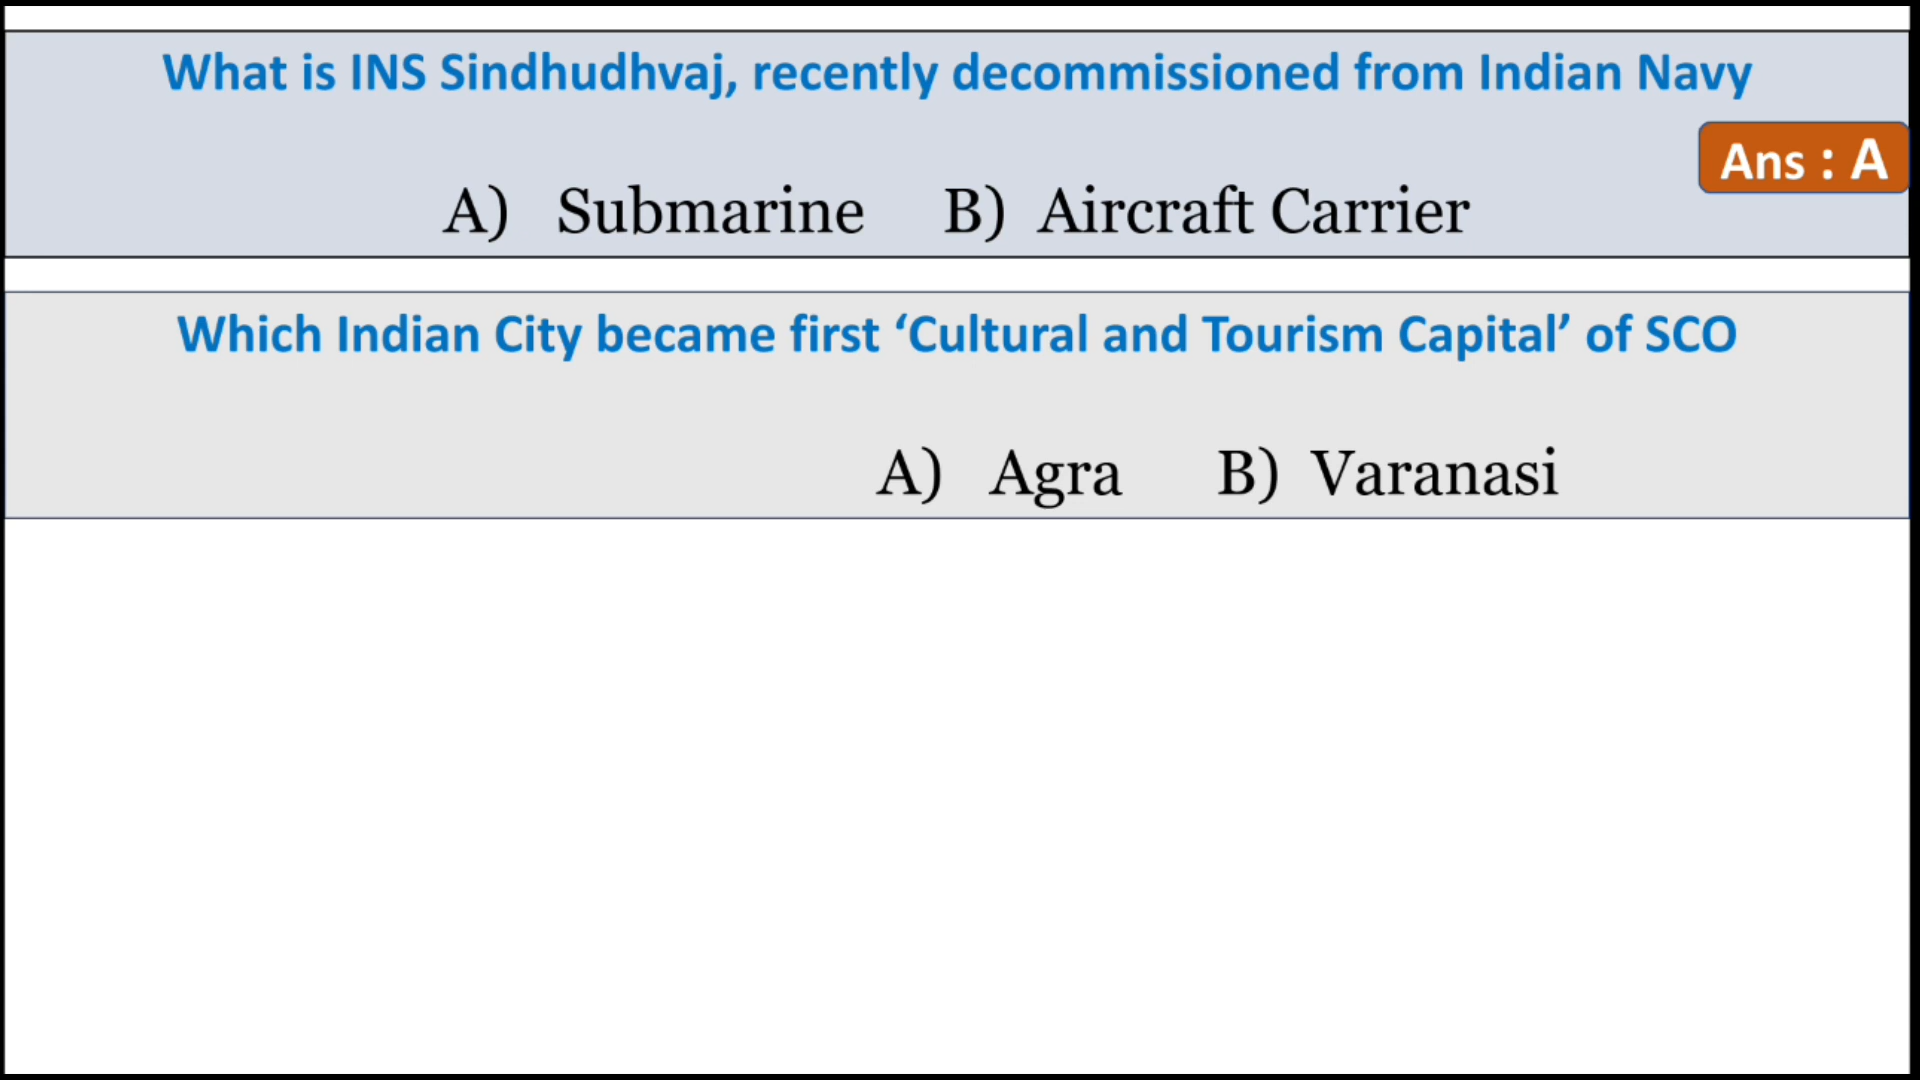 What is INS Sindhudhvaj, recently decommissioned from Indian Navy
Ans : A
A) Submarine B) Aircraft Carrier
Which Indian City became first ‘Cultural and Tourism Capital’ of SCO
A) Agra B) Varanasi